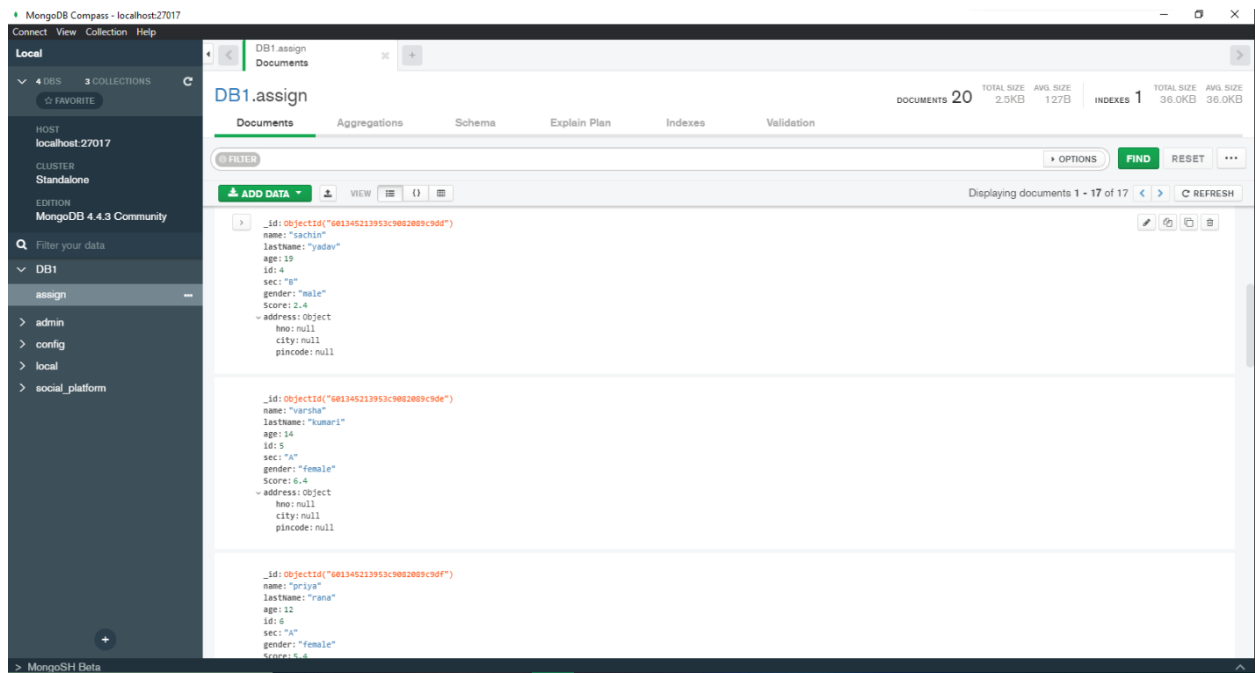 MongoDB Compass - localhost:27017
Connect View Collection Help
Local
4 DBS 3 COLLECTIONS
FAVORITE
HOST
localhost:27017
CLUSTER
Standalone
EDITION
MongoDB 4.4.3 Community
Filter your data
DB1
assign
admin
config
local
social_platform
> MongoSH Beta
DB1.assign
Documents
DB1.assign
DOCUMENTS 20 TOTAL SIZE 2.5KB AVG. SIZE 127B INDEXES 1 TOTAL SIZE 36.0KB AVG. SIZE 36.0KB
Documents Aggregations Schema Explain Plan Indexes Validation
FILTER OPTIONS FIND RESET ...
ADD DATA VIEW {} Displaying documents 1 - 17 of 17 < > REFRESH
_id: ObjectId("601345213953c9082089c9dd")
name: "sachin"
lastName: "yadav"
age: 19
id: 4
sec: "B"
gender: "male"
Score: 2.4
address: Object
hno: null
city: null
pincode: null
_id: ObjectId("601345213953c9082089c9de")
name: "varsha"
lastName: "kumari"
age: 14
id: 5
sec: "A"
gender: "female"
Score: 6.4
address: Object
hno: null
city: null
pincode: null
_id: ObjectId("601345213953c9082089c9df")
name: "priya"
lastName: "rana"
age: 12
id: 6
sec: "A"
gender: "female"
Score: 5.4